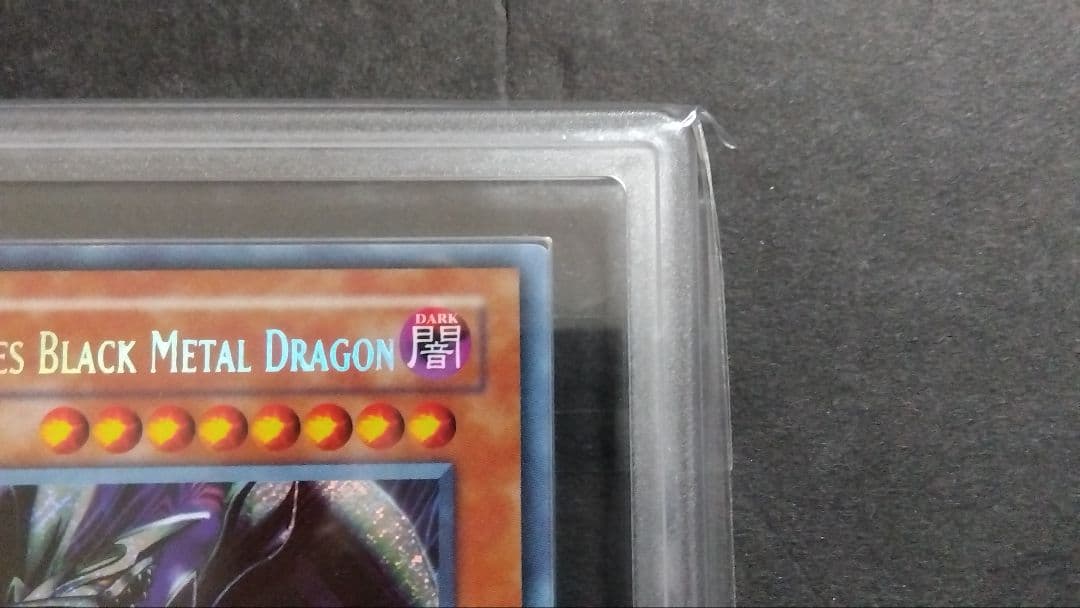 DARK
ES BLACK METAL DRAGON 闇